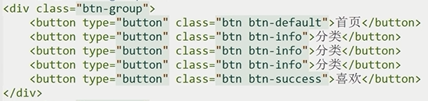 <div class="btn-group">
<button type="button" class="btn btn-default">首页</button>
<button type="button" class="btn btn-info">分类</button>
<button type="button" class="btn btn-info">分类</button>
<button type="button" class="btn btn-info">分类</button>
<button type="button" class="btn btn-success">喜欢</button>
</div>